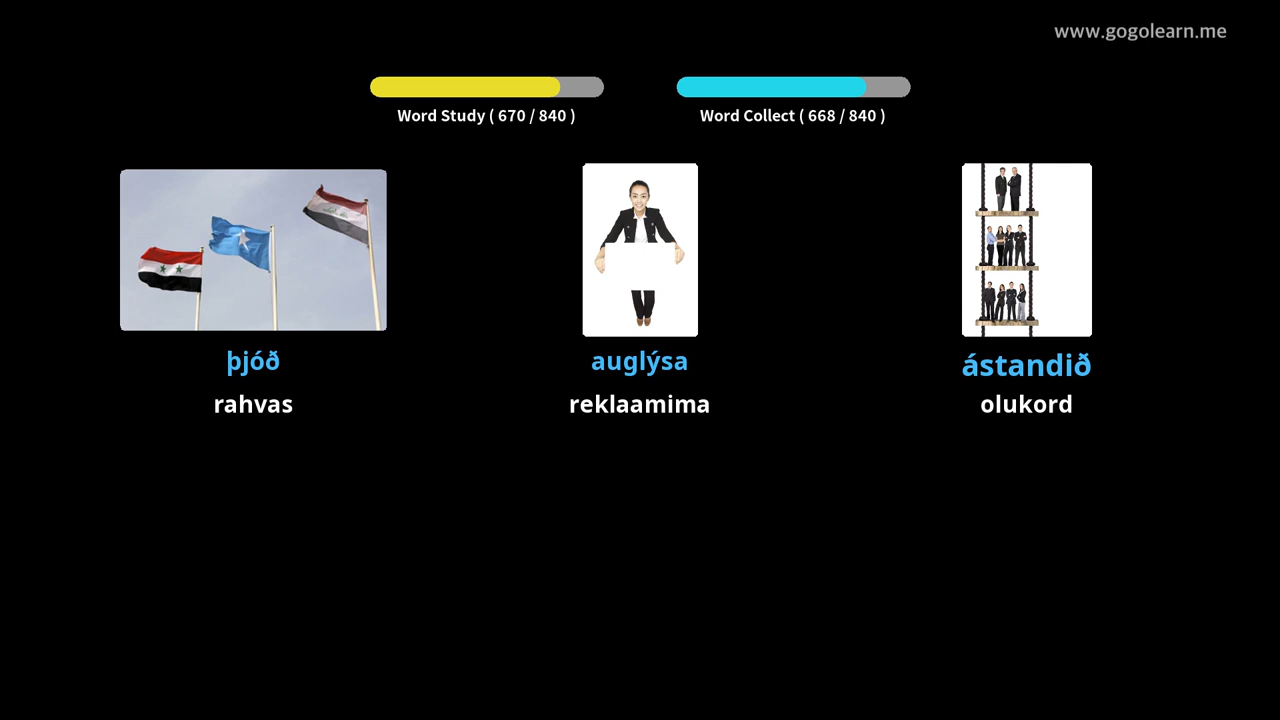 www.gogolearn.me
Word Study ( 670 / 840 )
Word Collect ( 668 / 840 )
þjóð
auglýsa
ástandið
rahvas
reklaamima
olukord